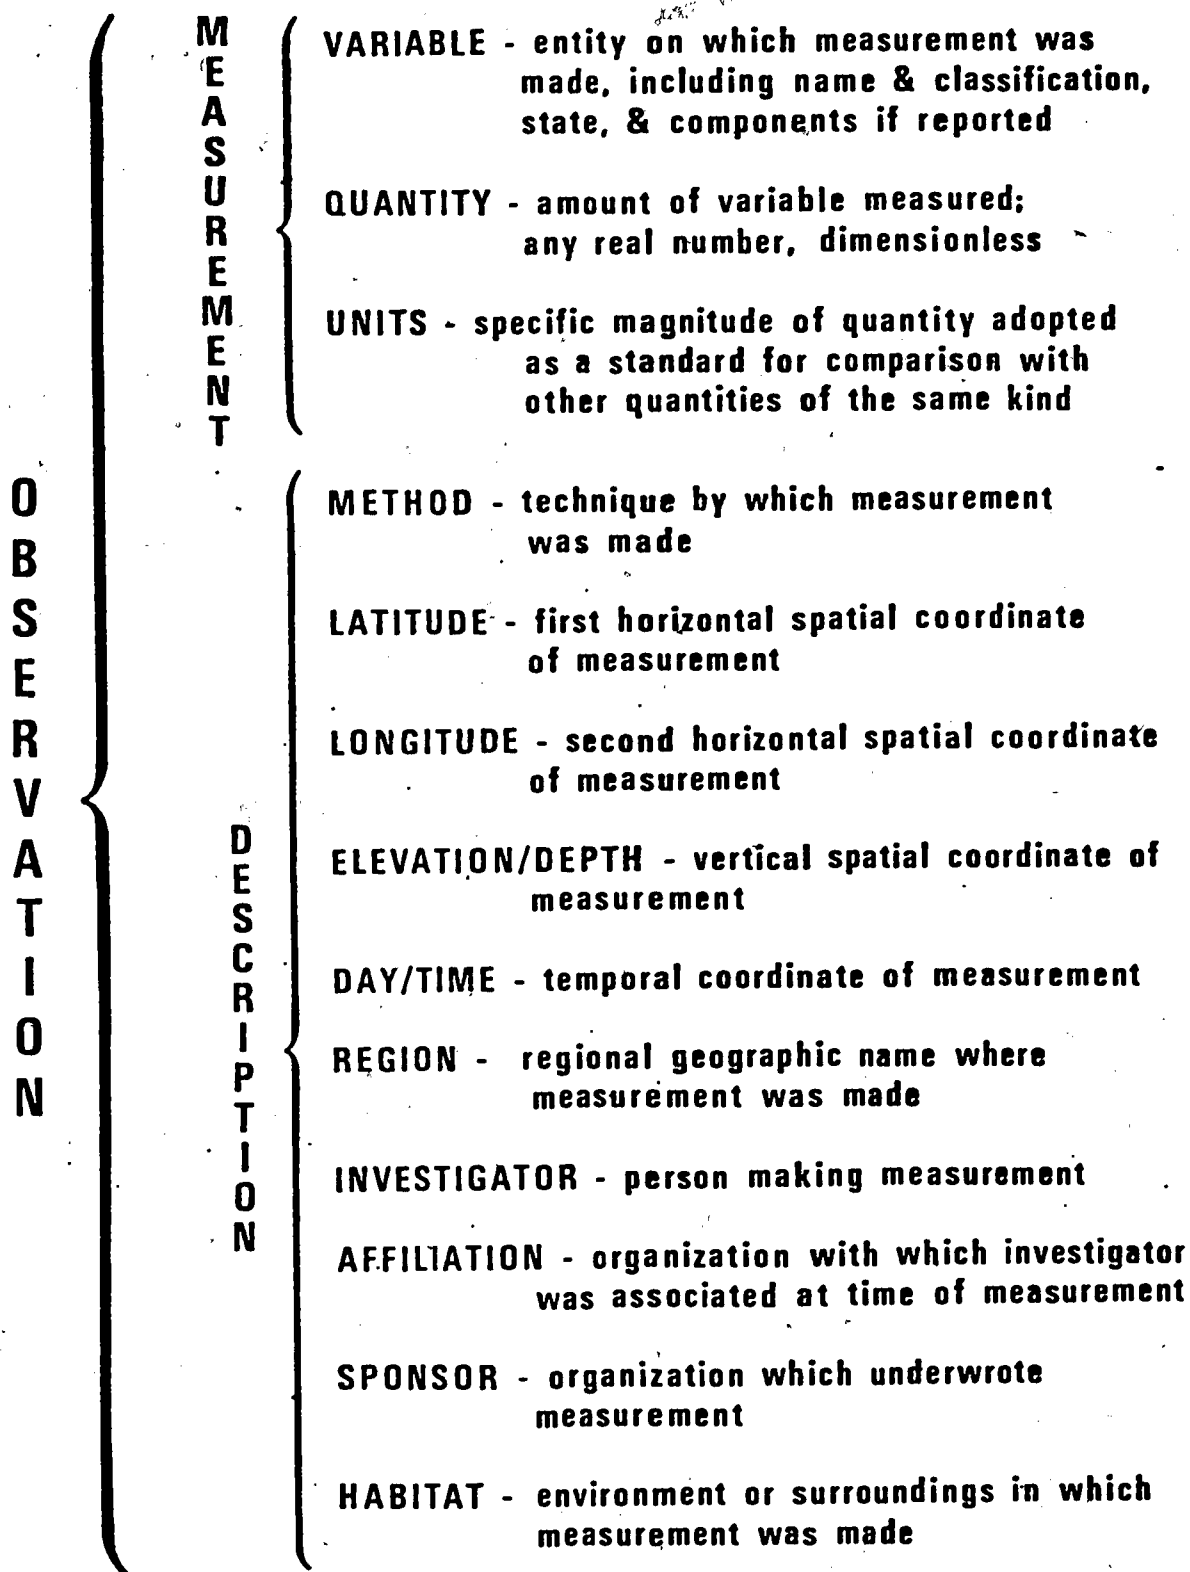 OBSERVATION
MEASUREMENT
VARIABLE - entity on which measurement was
made, including name & classification,
state, & components if reported
QUANTITY - amount of variable measured;
any real number, dimensionless
UNITS - specific magnitude of quantity adopted
as a standard for comparison with
other quantities of the same kind
DESCRIPTION
METHOD - technique by which measurement
was made
LATITUDE - first horizontal spatial coordinate
of measurement
LONGITUDE - second horizontal spatial coordinate
of measurement
ELEVATION/DEPTH - vertical spatial coordinate of
measurement
DAY/TIME - temporal coordinate of measurement
REGION - regional geographic name where
measurement was made
INVESTIGATOR - person making measurement
AFFILIATION - organization with which investigator
was associated at time of measurement
SPONSOR - organization which underwrote
measurement
HABITAT - environment or surroundings in which
measurement was made